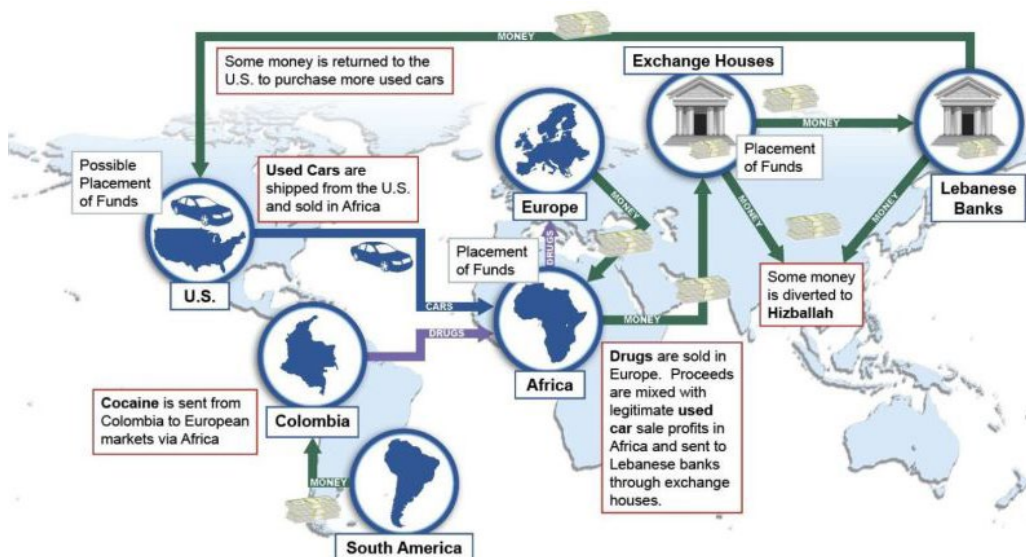 MONEY
Some money is returned to the
U.S. to purchase more used cars
Exchange Houses
Possible
Placement
of Funds
Used Cars are
shipped from the U.S.
and sold in Africa
MONEY
Placement
of Funds
Lebanese
Banks
Europe
MONEY
MONEY
MONEY
DRUGS
Placement
of Funds
U.S.
CARS
DRUGS
MONEY
Some money
is diverted to
Hizballah
Africa
Colombia
Cocaine is sent from
Colombia to European
markets via Africa
Drugs are sold in
Europe. Proceeds
are mixed with
legitimate used
car sale profits in
Africa and sent to
Lebanese banks
through exchange
houses.
MONEY
South America